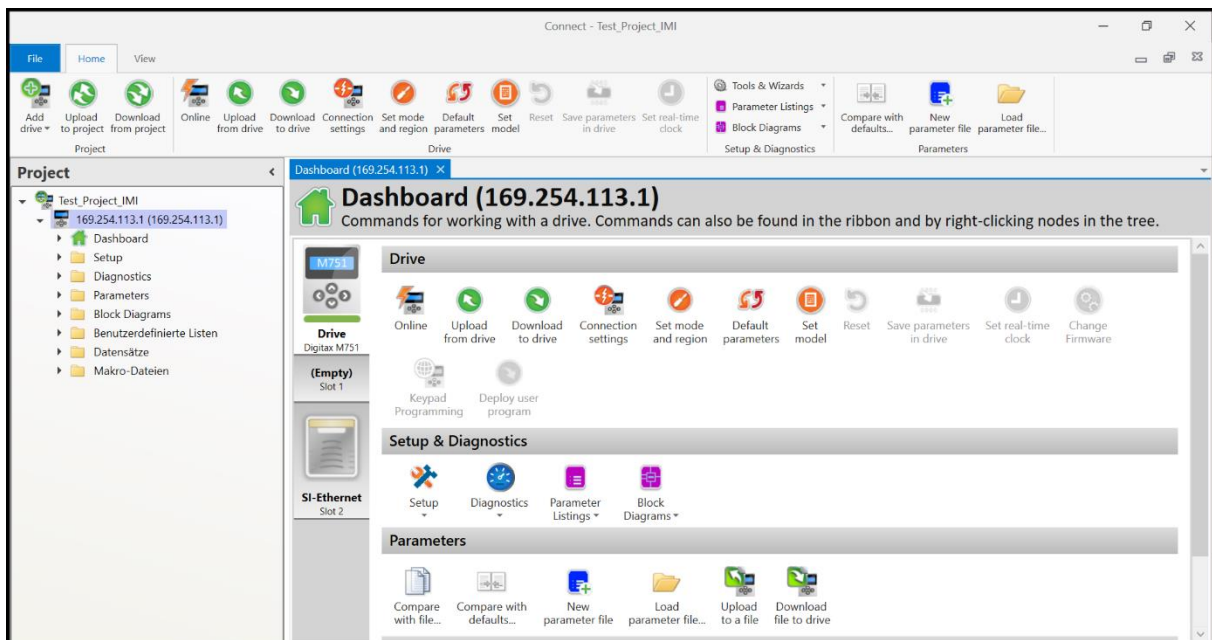 Connect - Test_Project_IMI
File Home View
Add drive
Upload to project
Download from project
Project
Online
Upload from drive
Download to drive
Connection settings
Set mode and region
Default parameters
Set model
Reset
Save parameters in drive
Set real-time clock
Drive
Tools & Wizards
Parameter Listings
Block Diagrams
Setup & Diagnostics
Compare with defaults...
New parameter file
Load parameter file...
Parameters
Project
Test_Project_IMI
169.254.113.1 (169.254.113.1)
Dashboard
Setup
Diagnostics
Parameters
Block Diagrams
Benutzerdefinierte Listen
Datensätze
Makro-Dateien
Dashboard (169.254.113.1)
Dashboard (169.254.113.1)
Commands for working with a drive. Commands can also be found in the ribbon and by right-clicking nodes in the tree.
M751
Drive
Digitax M751
(Empty)
Slot 1
SI-Ethernet
Slot 2
Drive
Online
Upload from drive
Download to drive
Connection settings
Set mode and region
Default parameters
Set model
Reset
Save parameters in drive
Set real-time clock
Change Firmware
Keypad Programming
Deploy user program
Setup & Diagnostics
Setup
Diagnostics
Parameter Listings
Block Diagrams
Parameters
Compare with file...
Compare with defaults...
New parameter file
Load parameter file...
Upload to a file
Download file to drive